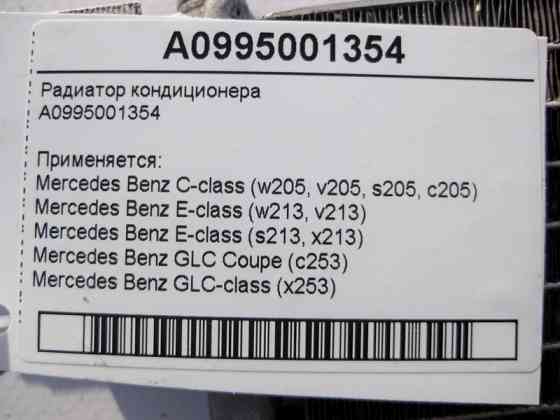 A0995001354
Радиатор кондиционера
A0995001354
Применяется:
Mercedes Benz C-class (w205, v205, s205, c205)
Mercedes Benz E-class (w213, v213)
Mercedes Benz E-class (s213, x213)
Mercedes Benz GLC Coupe (c253)
Mercedes Benz GLC-class (x253)